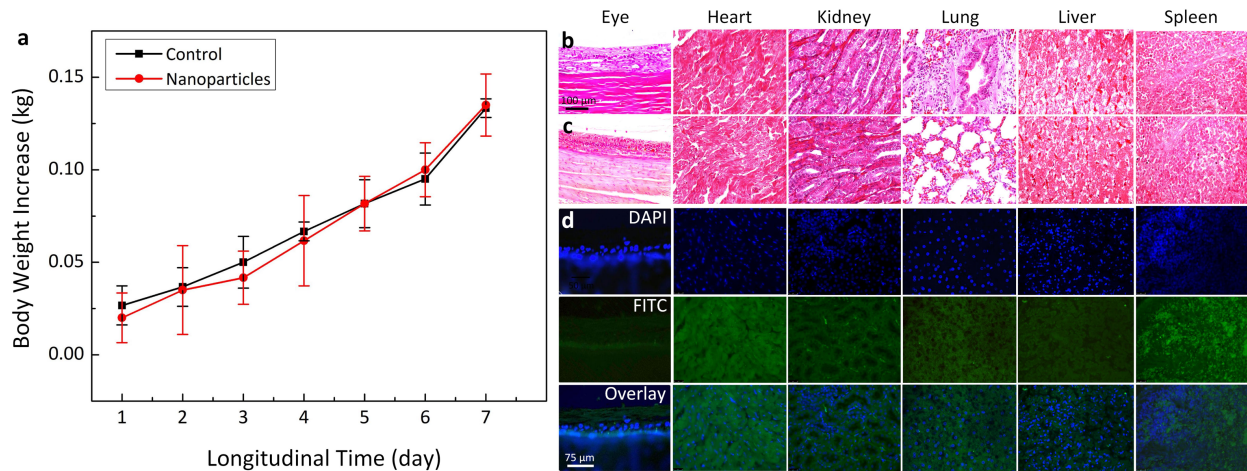 a
Control
Nanoparticles
0.15
0.10
0.05
0.00
Body Weight Increase (kg)
1 2 3 4 5 6 7
Longitudinal Time (day)
Eye Heart Kidney Lung Liver Spleen
b
100 µm
c
d DAPI
FITC
Overlay
75 µm